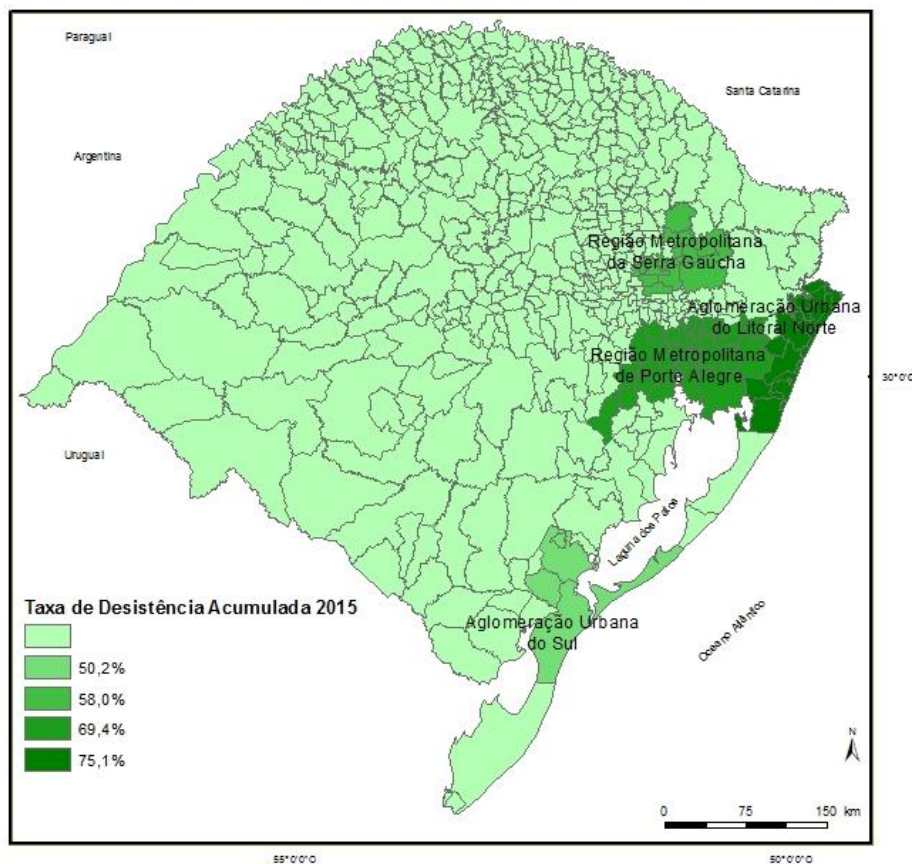 Paraguai
Santa Catarina
Argentina
Região Metropolitana
da Serra Gaúcha
Aglomeração Urbana
do Litoral Norte
Região Metropolitana
de Porto Alegre
30°0'0"O
Uruguai
Laguna dos Patos
Taxa de Desistência Acumulada 2015
50,2%
58,0%
69,4%
75,1%
Aglomeração Urbana
do Sul
Oceano Atlântico
N
0 75 150 km
55°0'0"O
50°0'0"O